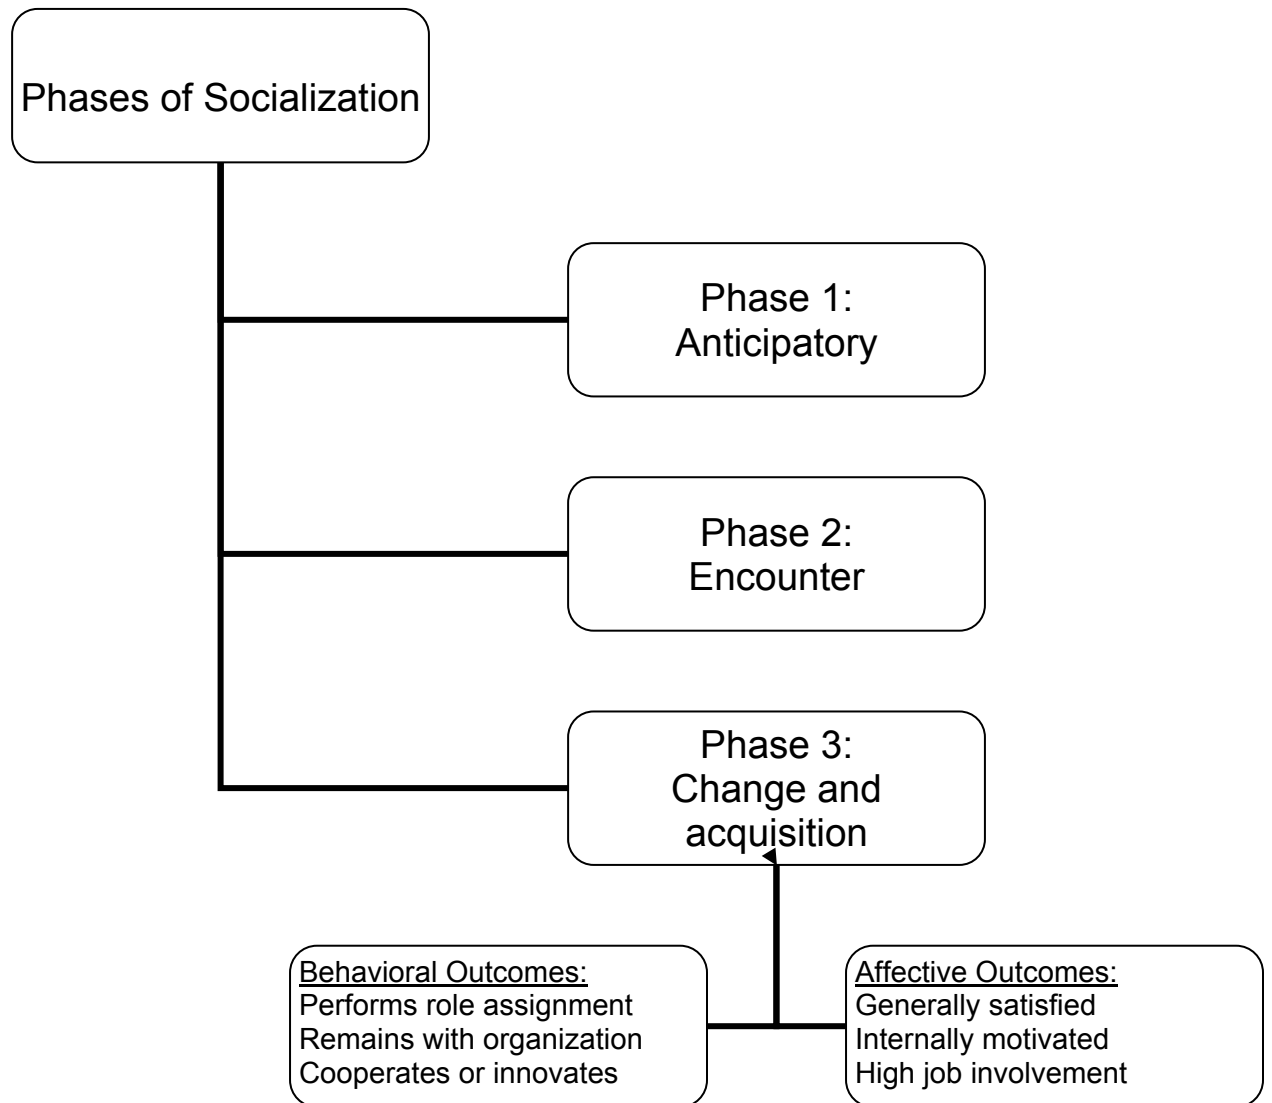 Phases of Socialization
Phase 1:
Anticipatory
Phase 2:
Encounter
Phase 3:
Change and
acquisition
Behavioral Outcomes:
Performs role assignment
Remains with organization
Cooperates or innovates
Affective Outcomes:
Generally satisfied
Internally motivated
High job involvement